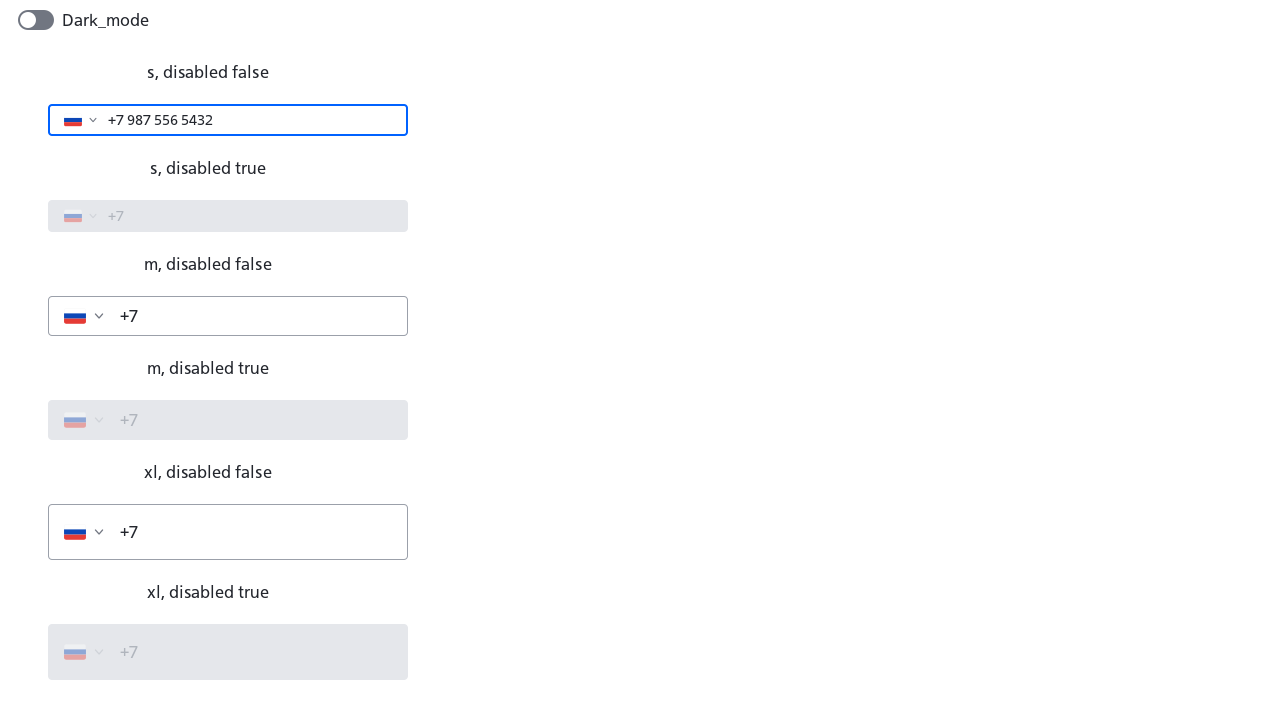 Dark_mode
s, disabled false
+7 987 556 5432
s, disabled true
+7
m, disabled false
+7
m, disabled true
+7
xl, disabled false
+7
xl, disabled true
+7